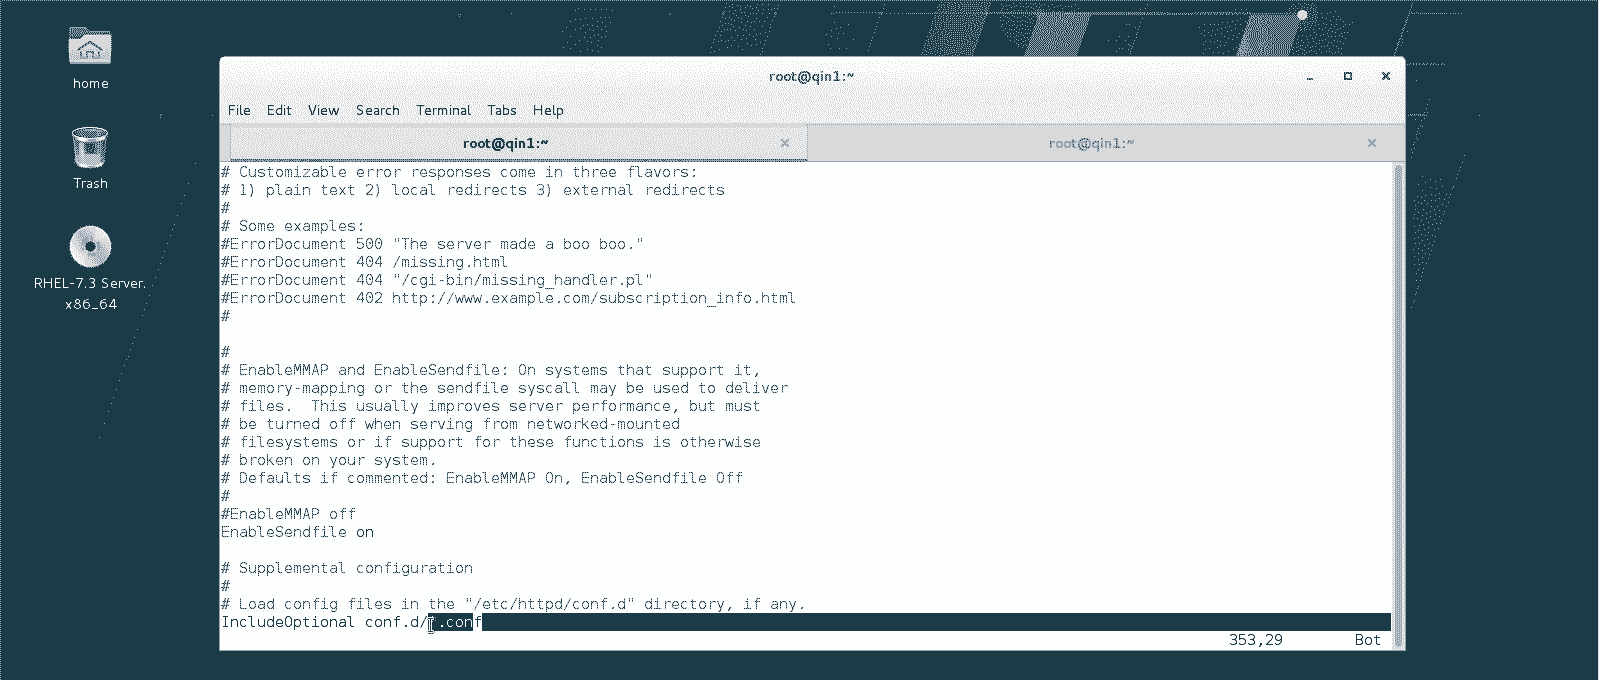 home
Trash
RHEL-7.3 Server.
x86_64
root@qin1:~
File Edit View Search Terminal Tabs Help
root@qin1:~ root@qin1:~
# Customizable error responses come in three flavors:
# 1) plain text 2) local redirects 3) external redirects
#
# Some examples:
#ErrorDocument 500 "The server made a boo boo."
#ErrorDocument 404 /missing.html
#ErrorDocument 404 "/cgi-bin/missing_handler.pl"
#ErrorDocument 402 http://www.example.com/subscription_info.html
#
#
# EnableMMAP and EnableSendfile: On systems that support it,
# memory-mapping or the sendfile syscall may be used to deliver
# files.  This usually improves server performance, but must
# be turned off when serving from networked-mounted
# filesystems or if support for these functions is otherwise
# broken on your system.
# Defaults if commented: EnableMMAP On, EnableSendfile Off
#
#EnableMMAP off
EnableSendfile on
# Supplemental configuration
#
# Load config files in the "/etc/httpd/conf.d" directory, if any.
IncludeOptional conf.d/ .conf
353,29 Bot